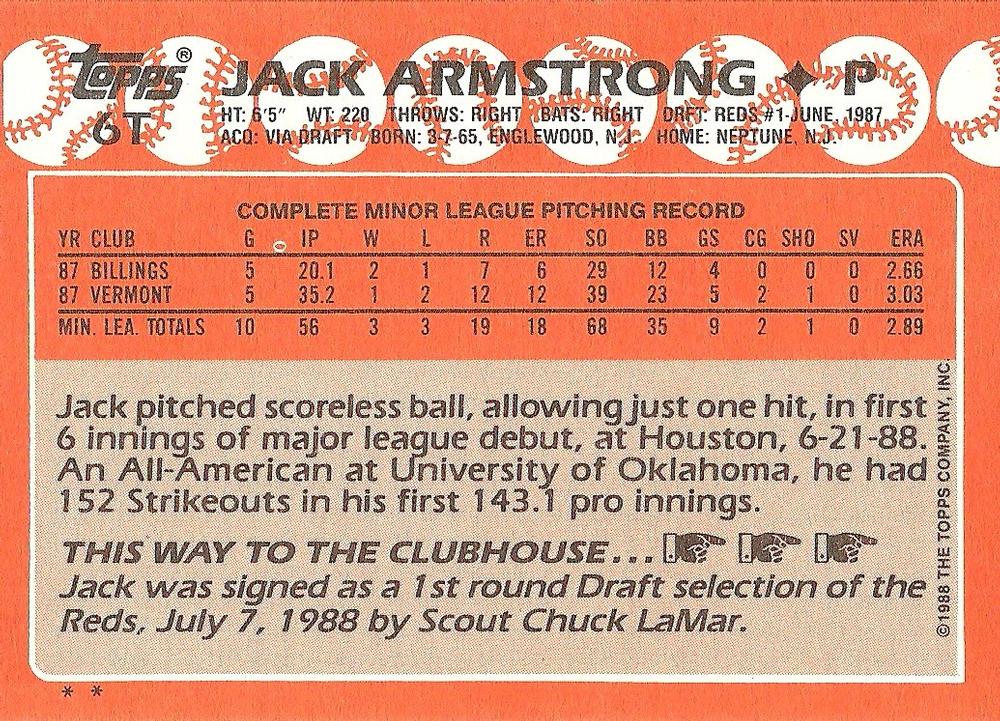 Topps® JACK ARMSTRONG ✦ P
6T
HT: 6'5" WT: 220 THROWS: RIGHT BATS: RIGHT DRFT: REDS #1-JUNE, 1987
ACQ: VIA DRAFT BORN: 3-7-65, ENGLEWOOD, N.J. HOME: NEPTUNE, N.J.
COMPLETE MINOR LEAGUE PITCHING RECORD
YR CLUB G IP W L R ER SO BB GS CG SHO SV ERA
87 BILLINGS 5 20.1 2 1 7 6 29 12 4 0 0 0 2.66
87 VERMONT 5 35.2 1 2 12 12 39 23 5 2 1 0 3.03
MIN. LEA. TOTALS 10 56 3 3 19 18 68 35 9 2 1 0 2.89
Jack pitched scoreless ball, allowing just one hit, in first
6 innings of major league debut, at Houston, 6-21-88.
An All-American at University of Oklahoma, he had
152 Strikeouts in his first 143.1 pro innings.
THIS WAY TO THE CLUBHOUSE...
Jack was signed as a 1st round Draft selection of the
Reds, July 7, 1988 by Scout Chuck LaMar.
©1988 THE TOPPS COMPANY, INC.
* *